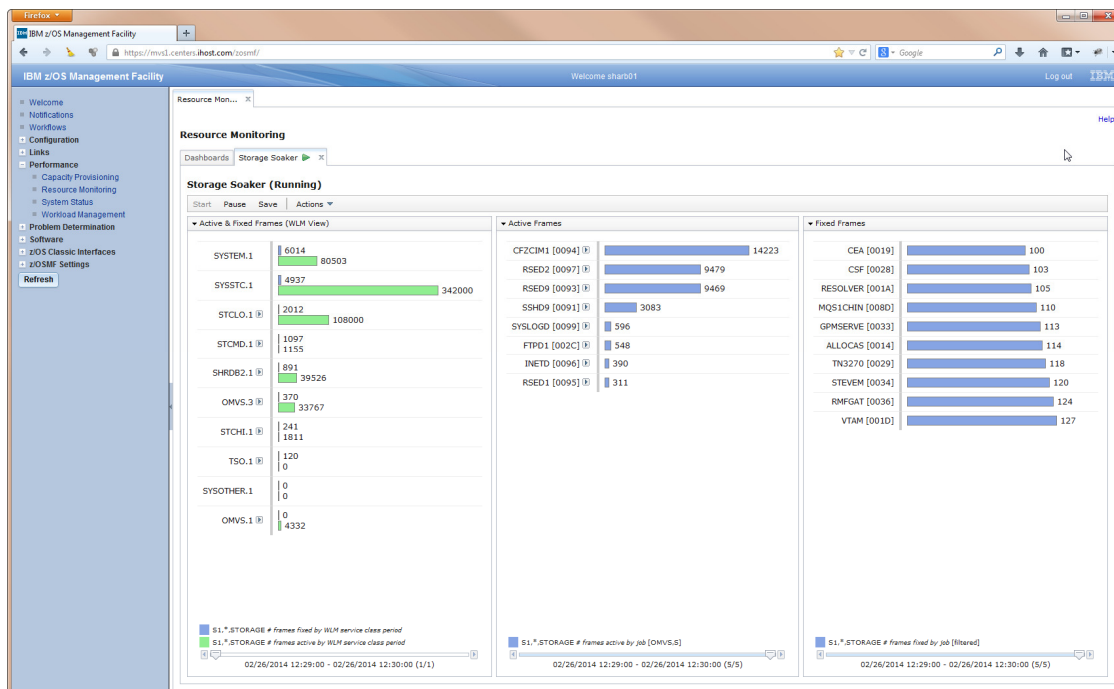 Firefox
IBM z/OS Management Facility
https://mvs1.centers.ihost.com/zosmf/
Google
IBM z/OS Management Facility
Welcome sharb01
Log out
IBM
Welcome
Notifications
Workflows
Configuration
Links
Performance
Capacity Provisioning
Resource Monitoring
System Status
Workload Management
Problem Determination
Software
z/OS Classic Interfaces
z/OSMF Settings
Refresh
Resource Mon...
Help
Resource Monitoring
Dashboards
Storage Soaker
Storage Soaker (Running)
Start Pause Save Actions
Active & Fixed Frames (WLM View)
SYSTEM.1 6014
80503
SYSSTC.1 4937
342000
STCLO.1 2012
108000
STCMD.1 1097
1155
SHRDB2.1 891
39526
OMVS.3 370
33767
STCHI.1 241
1811
TSO.1 120
0
SYSOTHER.1 0
0
OMVS.1 0
4332
S1,*,STORAGE # frames fixed by WLM service class period
S1,*,STORAGE # frames active by WLM service class period
02/26/2014 12:29:00 - 02/26/2014 12:30:00 (1/1)
Active Frames
CFZCIM1 [0094] 14223
RSED2 [0097] 9479
RSED9 [0093] 9469
SSHD9 [0091] 3083
SYSLOGD [0099] 596
FTPD1 [002C] 548
INETD [0096] 390
RSED1 [0095] 311
S1,*,STORAGE # frames active by job [OMVS,S]
02/26/2014 12:29:00 - 02/26/2014 12:30:00 (5/5)
Fixed Frames
CEA [0019] 100
CSF [0028] 103
RESOLVER [001A] 105
MQS1CHIN [008D] 110
GPMSERVE [0033] 113
ALLOCAS [0014] 114
TN3270 [0029] 118
STEVEM [0034] 120
RMFGAT [0036] 124
VTAM [001D] 127
S1,*,STORAGE # frames fixed by job [filtered]
02/26/2014 12:29:00 - 02/26/2014 12:30:00 (5/5)